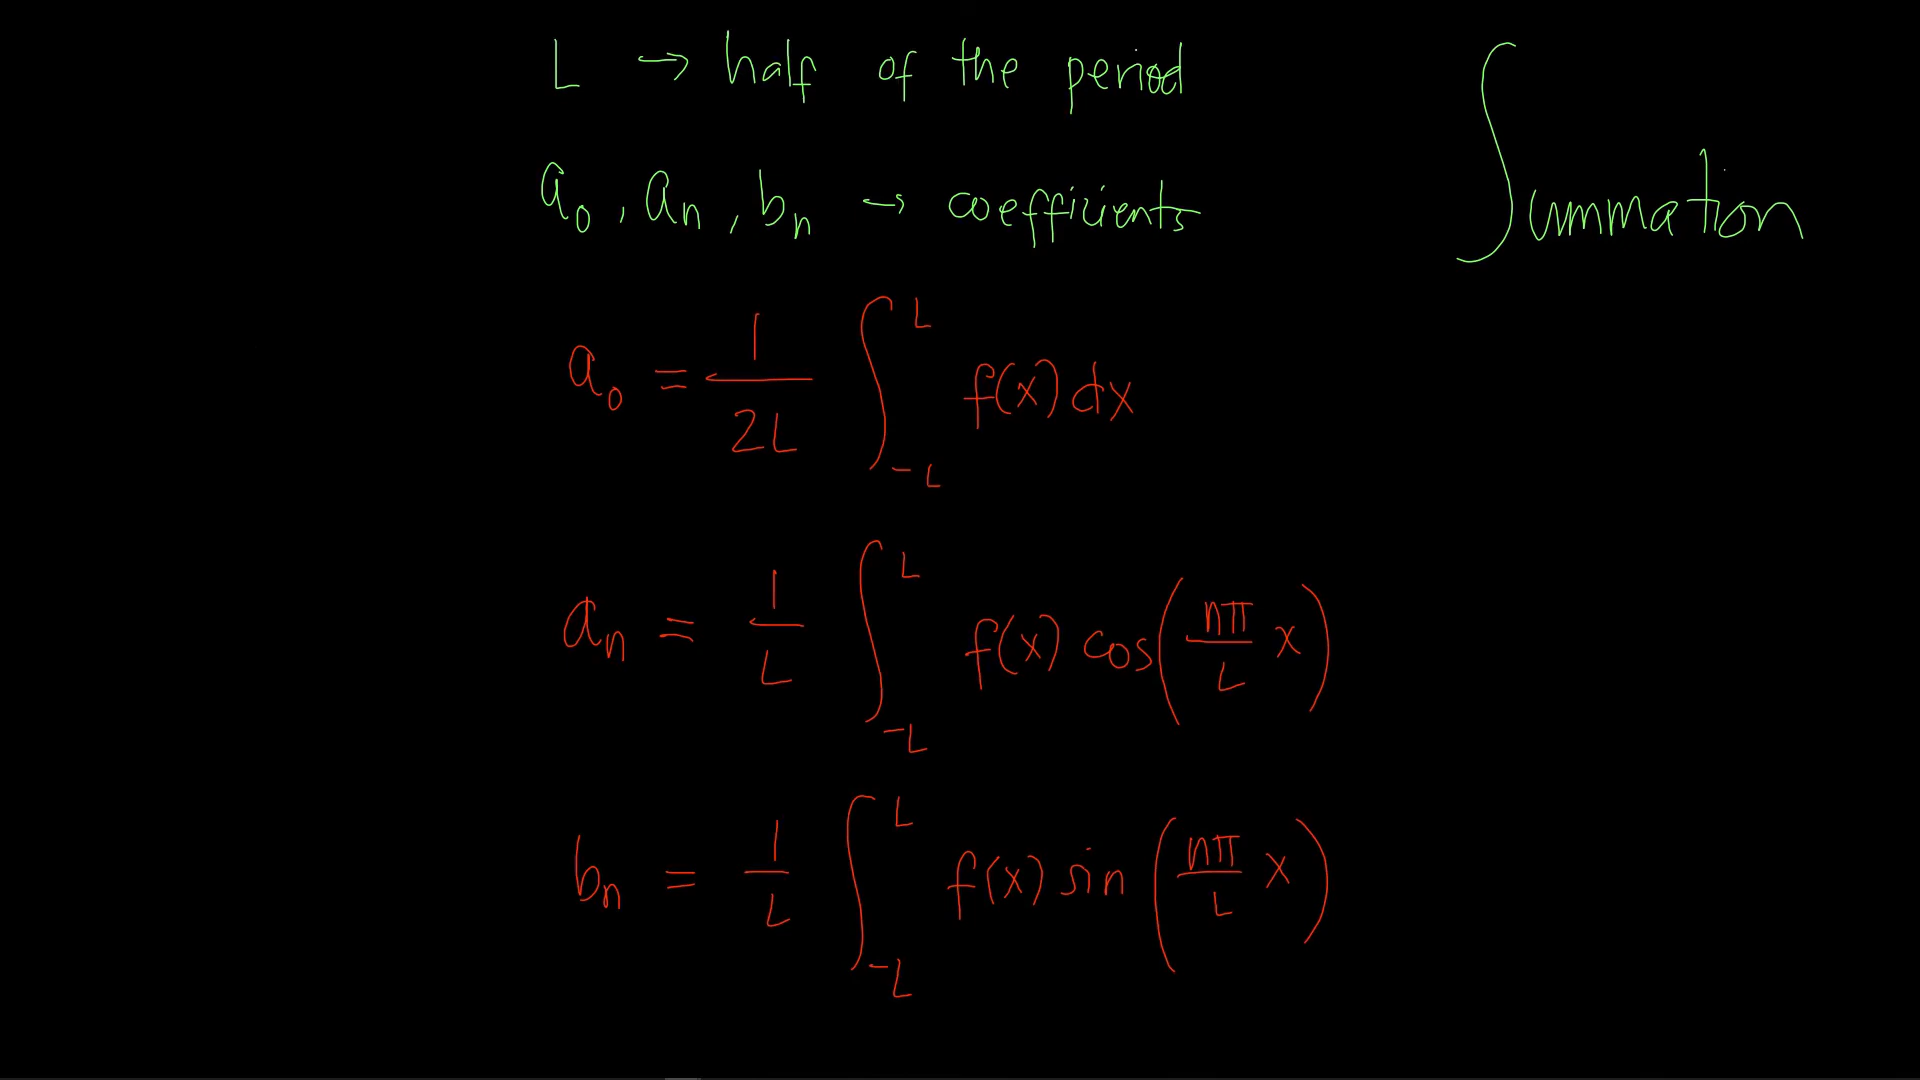 L → half of the period
∫ummation
a₀, aₙ, bₙ → coefficients
a₀ = 1/2L ∫_{-L}^{L} f(x) dx
aₙ = 1/L ∫_{-L}^{L} f(x) cos(nπ/L x)
bₙ = 1/L ∫_{-L}^{L} f(x) sin(nπ/L x)